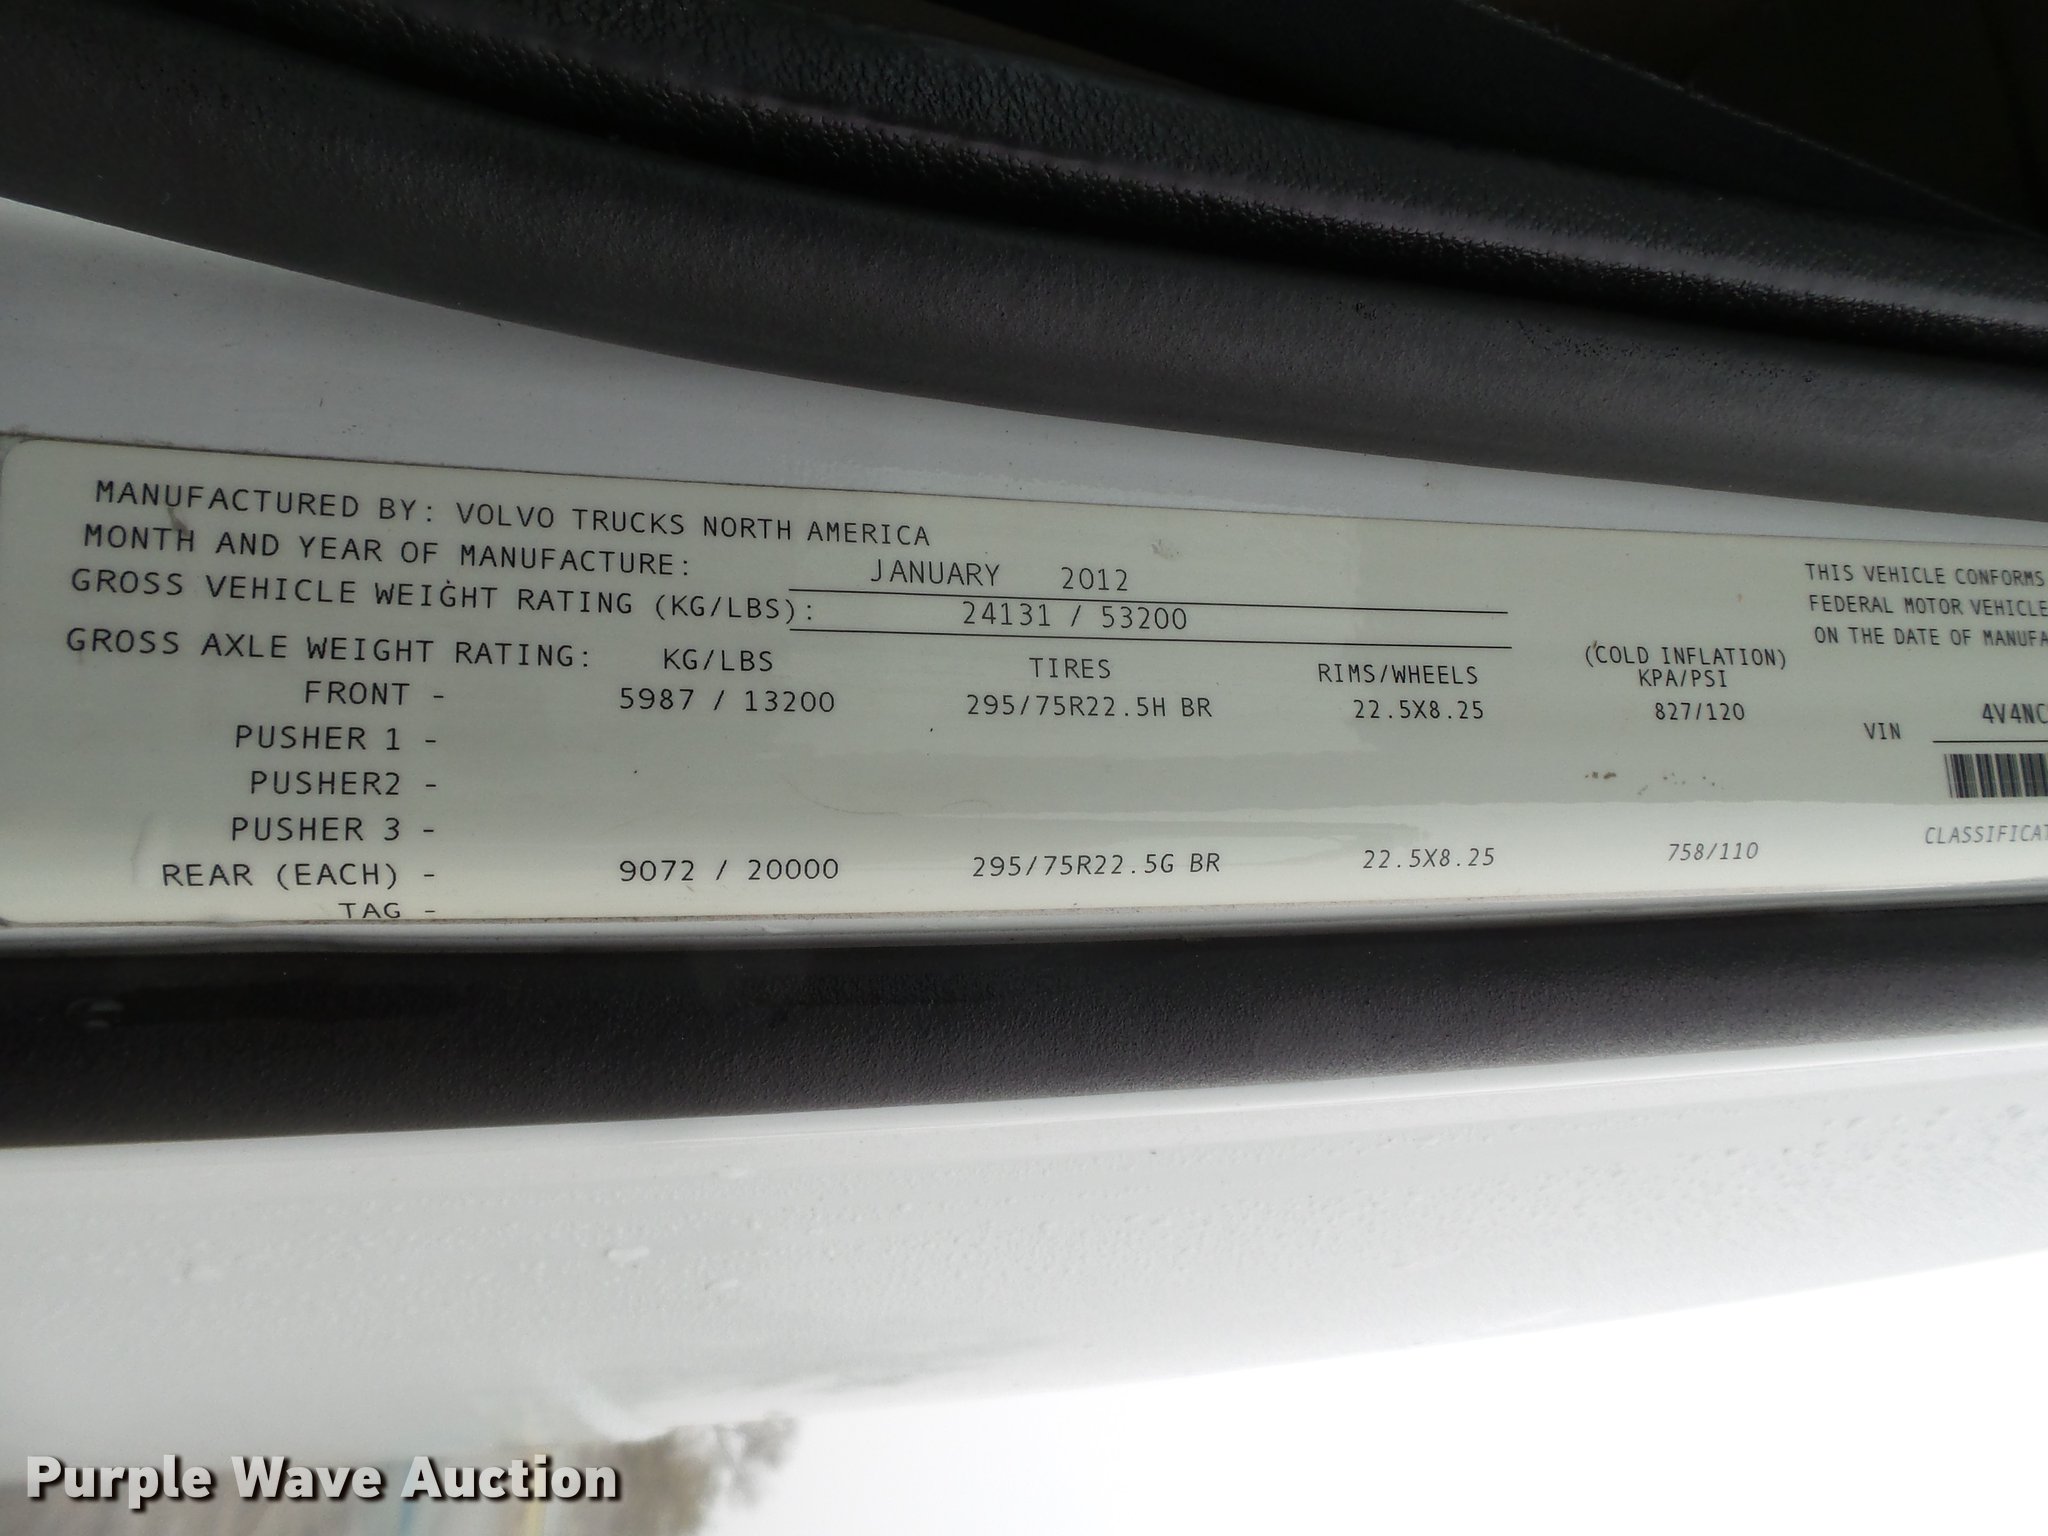 MANUFACTURED BY: VOLVO TRUCKS NORTH AMERICA
MONTH AND YEAR OF MANUFACTURE: JANUARY 2012
GROSS VEHICLE WEIGHT RATING (KG/LBS): 24131 / 53200
GROSS AXLE WEIGHT RATING: KG/LBS TIRES RIMS/WHEELS (COLD INFLATION) KPA/PSI
FRONT - 5987 / 13200 295/75R22.5H BR 22.5X8.25 827/120
PUSHER 1 -
PUSHER2 -
PUSHER 3 -
REAR (EACH) - 9072 / 20000 295/75R22.5G BR 22.5X8.25 758/110
TAG -
THIS VEHICLE CONFORMS
FEDERAL MOTOR VEHICLE
ON THE DATE OF MANUFA
VIN 4V4NC
CLASSIFICAT
Purple Wave Auction